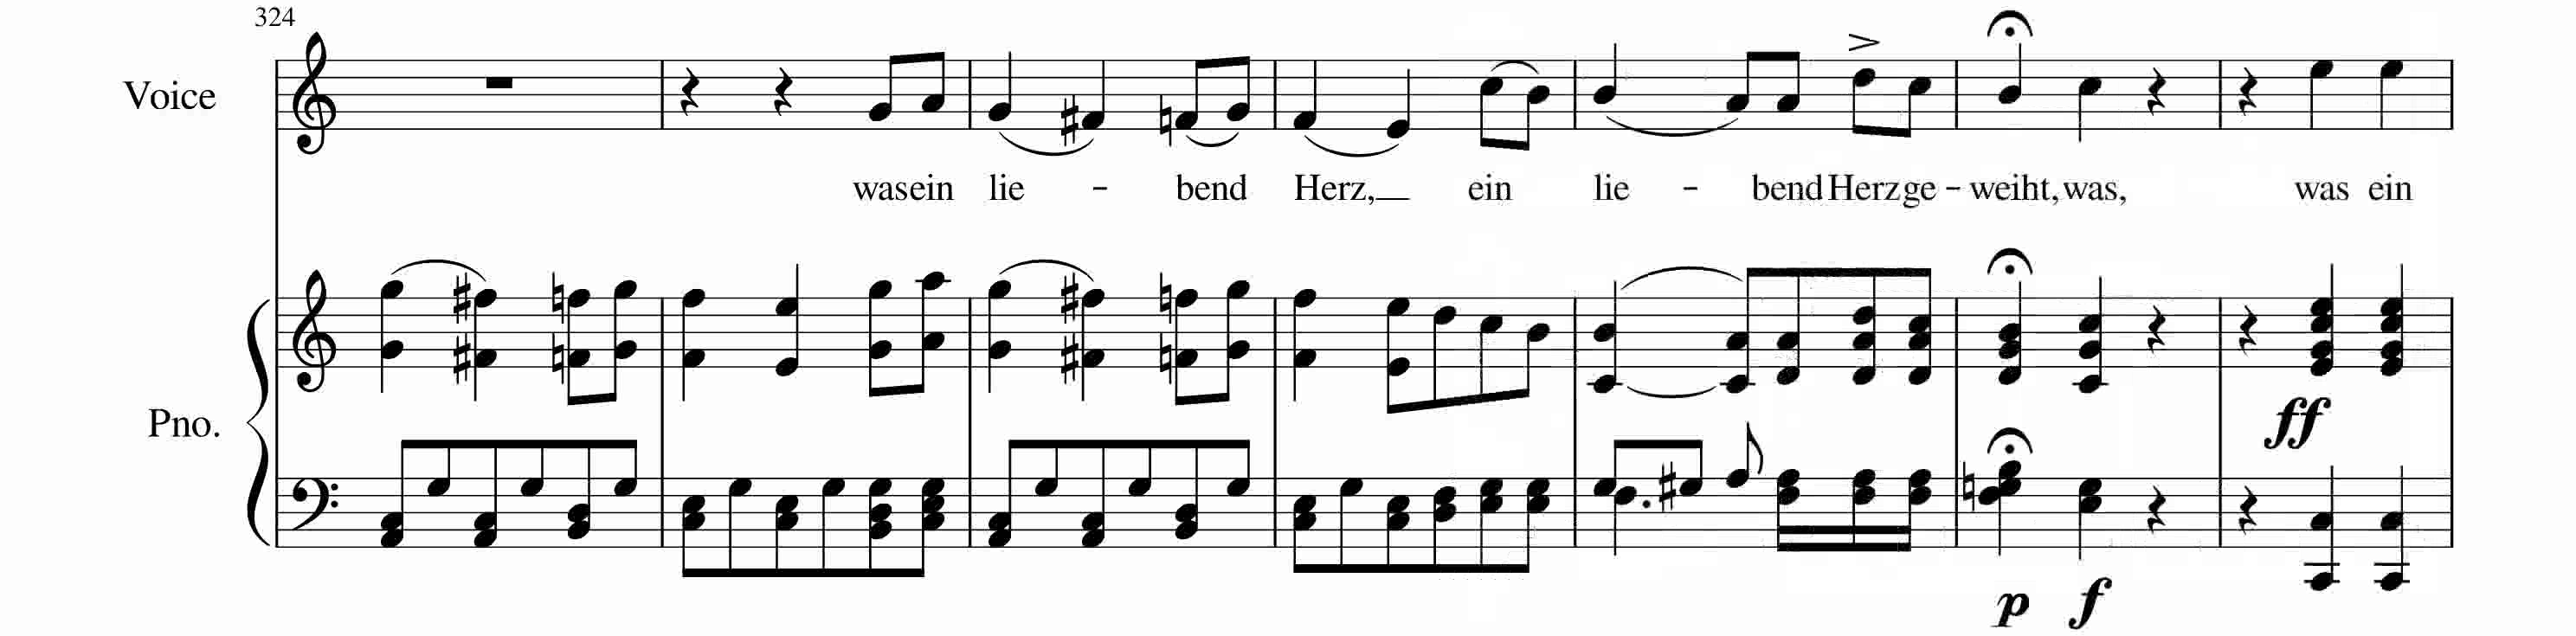 324
Voice
was ein lie - bend Herz, ein lie - bend Herz ge - weiht, was, was ein
Pno.
ff
p f